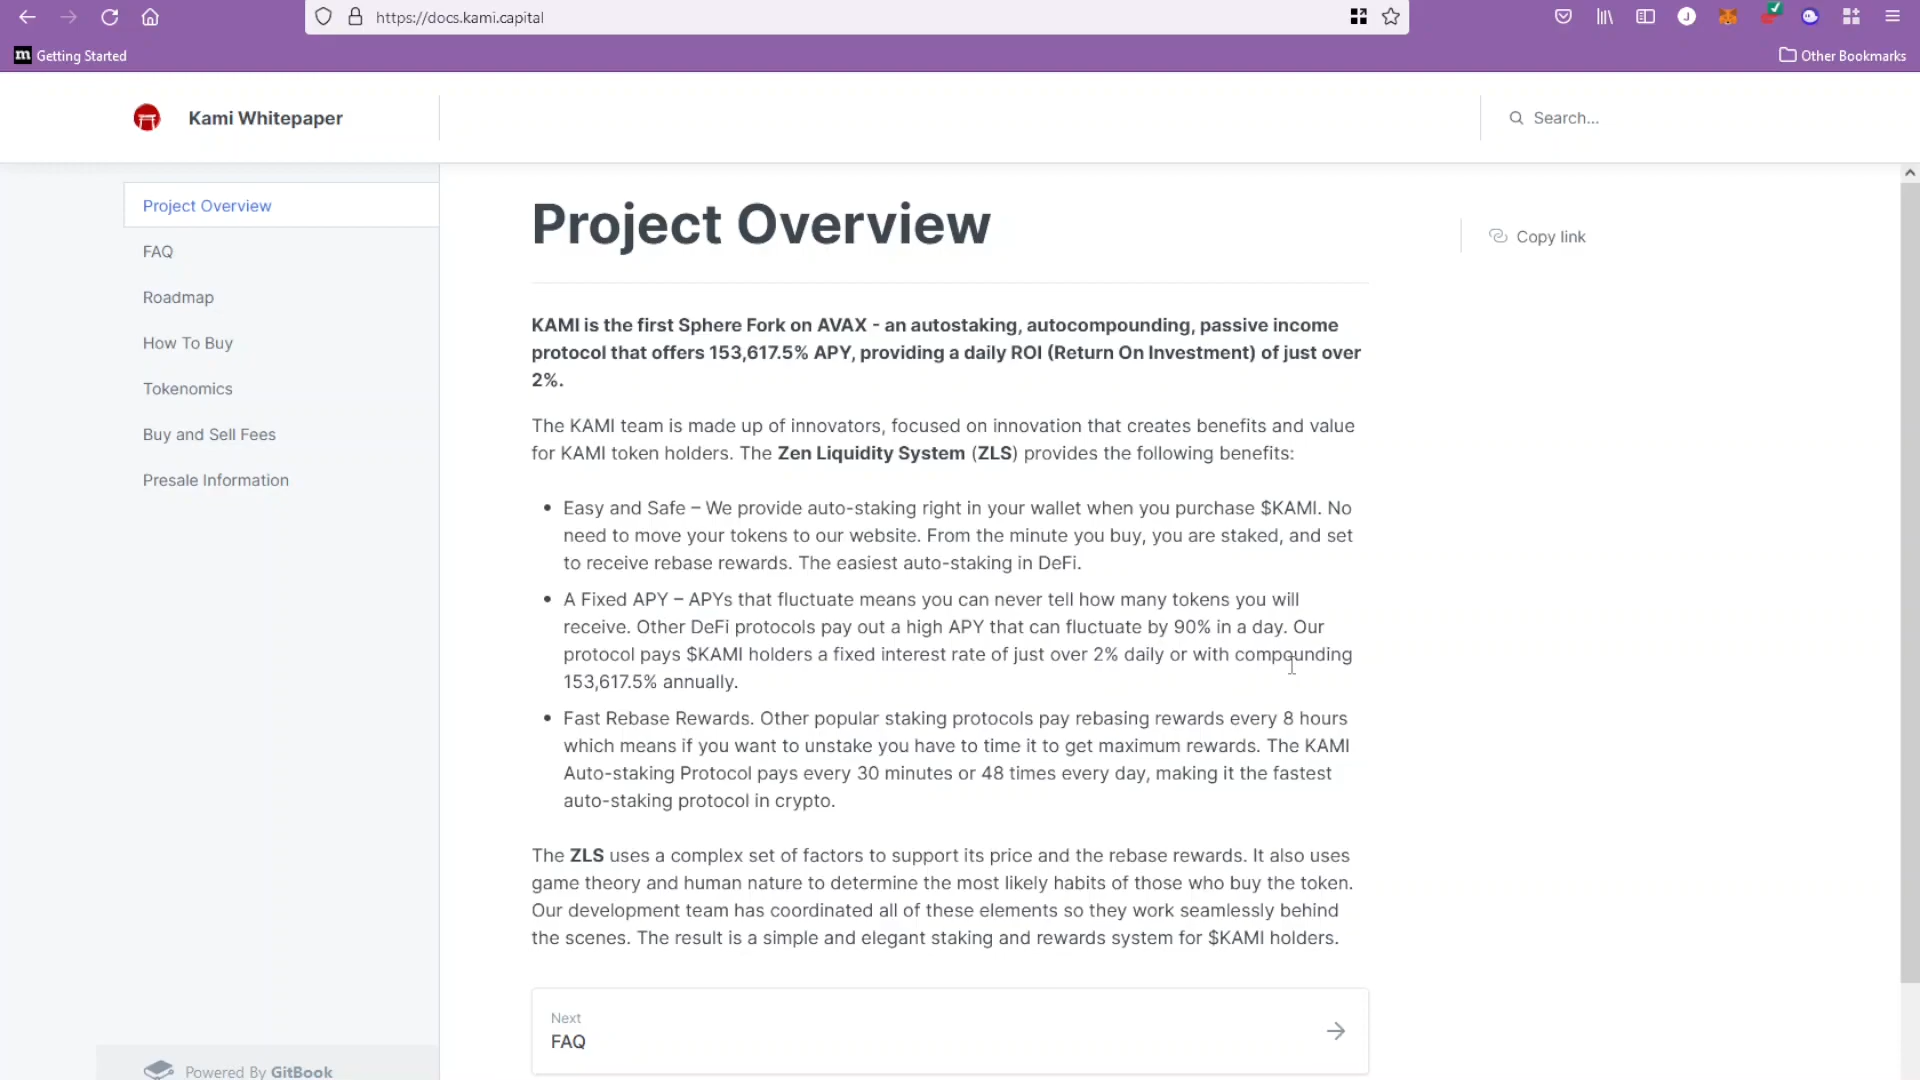 https://docs.kami.capital
J
m Getting Started
Other Bookmarks
Kami Whitepaper
Search...
Project Overview
FAQ
Roadmap
How To Buy
Tokenomics
Buy and Sell Fees
Presale Information
Powered By GitBook
Project Overview
Copy link
KAMI is the first Sphere Fork on AVAX - an autostaking, autocompounding, passive income
protocol that offers 153,617.5% APY, providing a daily ROI (Return On Investment) of just over
2%.
The KAMI team is made up of innovators, focused on innovation that creates benefits and value
for KAMI token holders. The Zen Liquidity System (ZLS) provides the following benefits:
• Easy and Safe – We provide auto-staking right in your wallet when you purchase $KAMI. No
need to move your tokens to our website. From the minute you buy, you are staked, and set
to receive rebase rewards. The easiest auto-staking in DeFi.
• A Fixed APY – APYs that fluctuate means you can never tell how many tokens you will
receive. Other DeFi protocols pay out a high APY that can fluctuate by 90% in a day. Our
protocol pays $KAMI holders a fixed interest rate of just over 2% daily or with compounding
153,617.5% annually.
• Fast Rebase Rewards. Other popular staking protocols pay rebasing rewards every 8 hours
which means if you want to unstake you have to time it to get maximum rewards. The KAMI
Auto-staking Protocol pays every 30 minutes or 48 times every day, making it the fastest
auto-staking protocol in crypto.
The ZLS uses a complex set of factors to support its price and the rebase rewards. It also uses
game theory and human nature to determine the most likely habits of those who buy the token.
Our development team has coordinated all of these elements so they work seamlessly behind
the scenes. The result is a simple and elegant staking and rewards system for $KAMI holders.
Next
FAQ